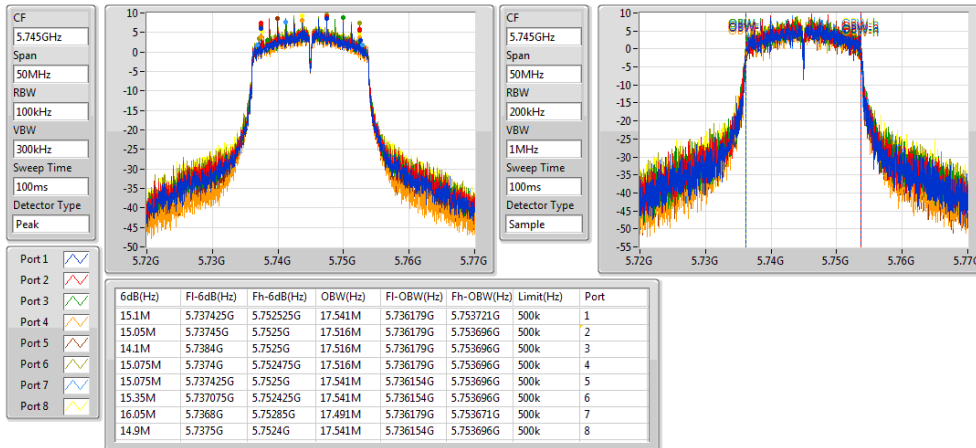 CF
5.745GHz
Span
50MHz
RBW
100kHz
VBW
300kHz
Sweep Time
100ms
Detector Type
Peak
10
5
0
-5
-10
-15
-20
-25
-30
-35
-40
-45
-50
5.72G 5.73G 5.74G 5.75G 5.76G 5.77G
CF
5.745GHz
Span
50MHz
RBW
200kHz
VBW
1MHz
Sweep Time
100ms
Detector Type
Sample
10
5
0
-5
-10
-15
-20
-25
-30
-35
-40
-45
-50
-55
5.72G 5.73G 5.74G 5.75G 5.76G 5.77G
Port 1
Port 2
Port 3
Port 4
Port 5
Port 6
Port 7
Port 8
6dB(Hz) Fl-6dB(Hz) Fh-6dB(Hz) OBW(Hz) Fl-OBW(Hz) Fh-OBW(Hz) Limit(Hz) Port
15.1M 5.737425G 5.752525G 17.541M 5.736179G 5.753721G 500k 1
15.05M 5.73745G 5.7525G 17.516M 5.736179G 5.753696G 500k 2
14.1M 5.7384G 5.7525G 17.516M 5.736179G 5.753696G 500k 3
15.075M 5.7374G 5.752475G 17.516M 5.736179G 5.753696G 500k 4
15.075M 5.737425G 5.7525G 17.541M 5.736154G 5.753696G 500k 5
15.35M 5.737075G 5.752425G 17.541M 5.736154G 5.753696G 500k 6
16.05M 5.7368G 5.75285G 17.491M 5.736179G 5.753671G 500k 7
14.9M 5.7375G 5.7524G 17.541M 5.736154G 5.753696G 500k 8